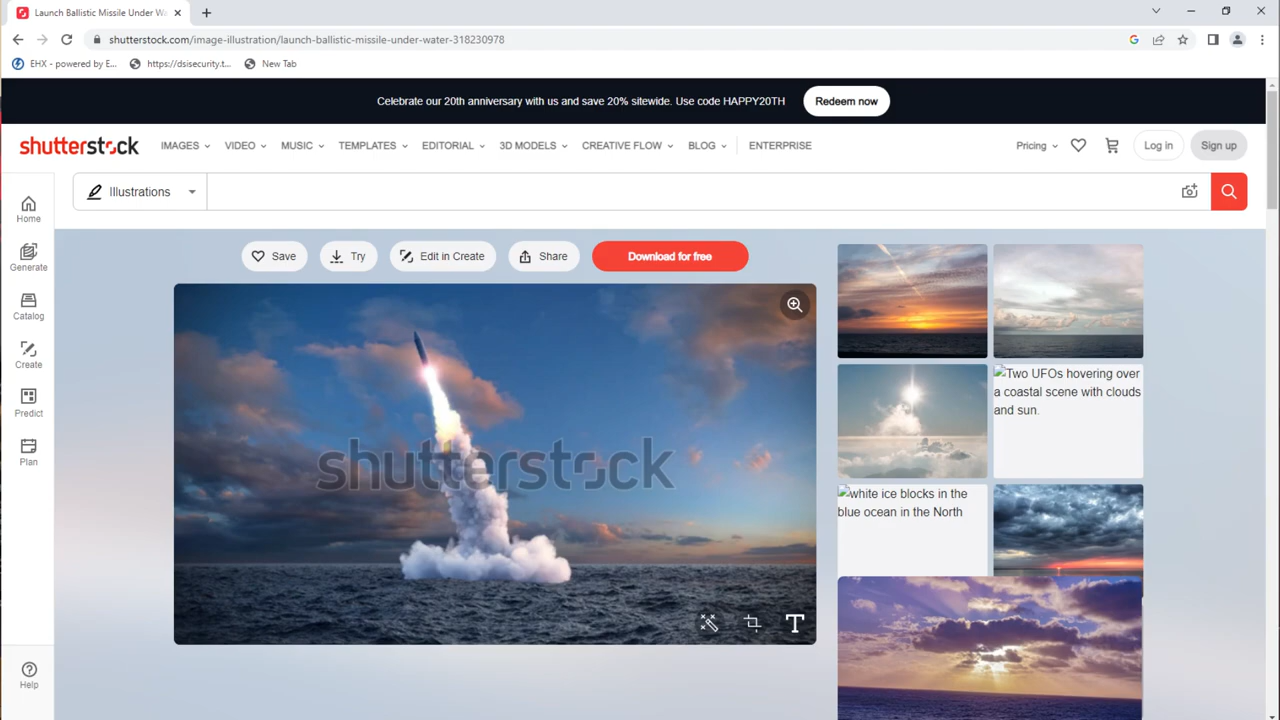 Launch Ballistic Missile Under Wa
shutterstock.com/image-illustration/launch-ballistic-missile-under-water-318230978
EHX - powered by E... https://dsisecurity.t... New Tab
Celebrate our 20th anniversary with us and save 20% sitewide. Use code HAPPY20TH Redeem now
shutterstock IMAGES VIDEO MUSIC TEMPLATES EDITORIAL 3D MODELS CREATIVE FLOW BLOG ENTERPRISE Pricing Log in Sign up
Illustrations
Home
Generate
Catalog
Create
Predict
Plan
Help
Save Try Edit in Create Share Download for free
shutterstock
T
Two UFOs hovering over
a coastal scene with clouds
and sun.
white ice blocks in the
blue ocean in the North